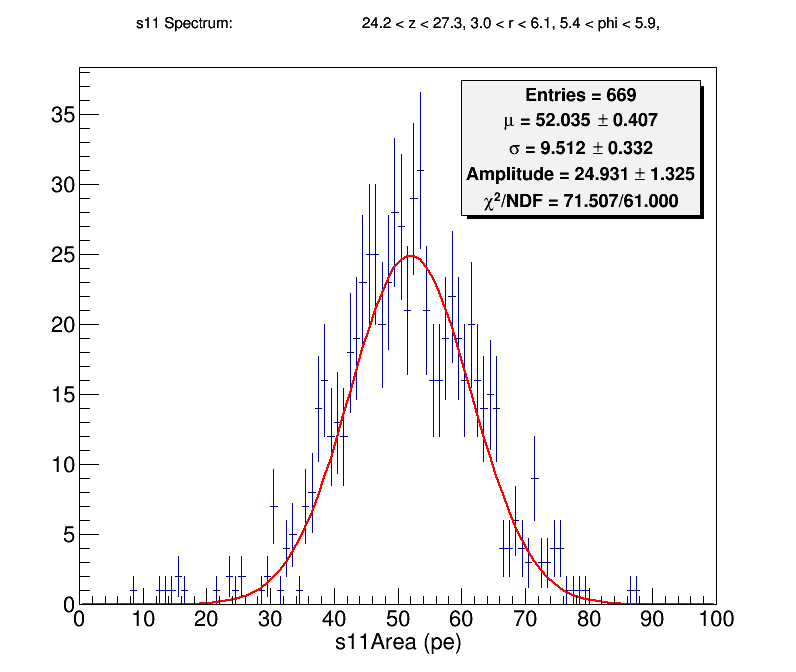 s11 Spectrum: 24.2 < z < 27.3, 3.0 < r < 6.1, 5.4 < phi < 5.9,
Entries = 669
μ = 52.035 ± 0.407
σ = 9.512 ± 0.332
Amplitude = 24.931 ± 1.325
χ²/NDF = 71.507/61.000
35
30
25
20
15
10
5
0
0 10 20 30 40 50 60 70 80 90 100
s11Area (pe)